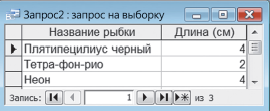 Запрос2 : запрос на выборку
Название рыбки Длина (см)
Плятипецилиус черный 4
Тетра-фон-рио 2
Неон 4
Запись: 1 из 3